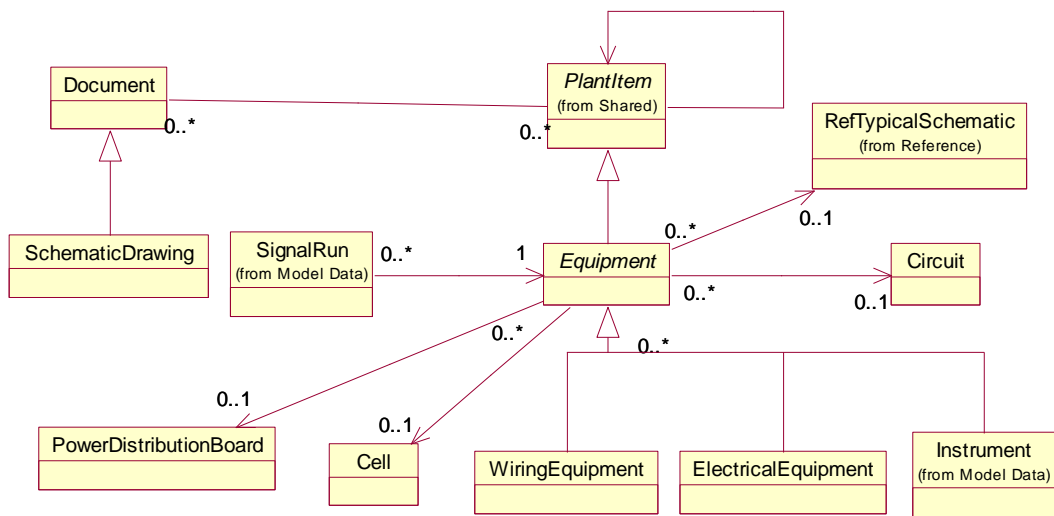 Document
0..*
PlantItem
(from Shared)
0..*
RefTypicalSchematic
(from Reference)
0..*
0..1
SchematicDrawing
SignalRun
(from Model Data)
0..*
1
Equipment
0..*
0..1
Circuit
0..*
0..*
0..1
0..1
PowerDistributionBoard
Cell
WiringEquipment
ElectricalEquipment
Instrument
(from Model Data)